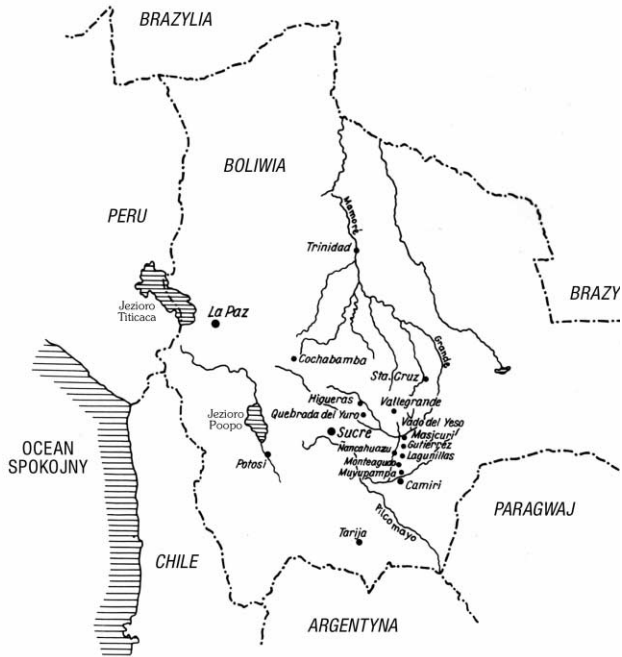 BRAZYLIA
BOLIWIA
PERU
Mamoré
Trinidad
Jezioro
Titicaca
La Paz
BRAZY
Grande
Cochabamba
Sta. Cruz
Higueras
Vallegrande
Quebrada del Yuro
Vado del Yeso
Jezioro
Poopo
Sucre
Masicuri
Gutierréz
OCEAN
SPOKOJNY
Ñancahuazu
Lagunillas
Potosi
Monteagudo
Muyupampa
Camiri
Pilcomayo
PARAGWAJ
Tarija
CHILE
ARGENTYNA